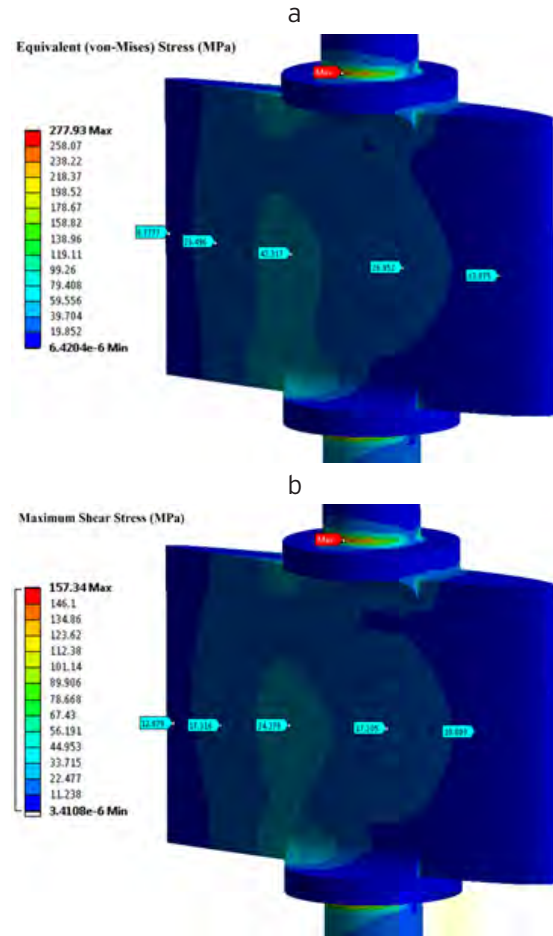 a
Equivalent (von-Mises) Stress (MPa)
Max
277.93 Max
258.07
238.22
218.37
198.52
178.67
158.82
138.96
119.11
99.26
79.408
59.556
39.704
19.852
6.4204e-6 Min
42.317
b
Maximum Shear Stress (MPa)
Max
157.34 Max
146.1
134.86
123.62
112.38
101.14
89.906
78.668
67.43
56.191
44.953
33.715
22.477
11.238
3.4108e-6 Min
17.316